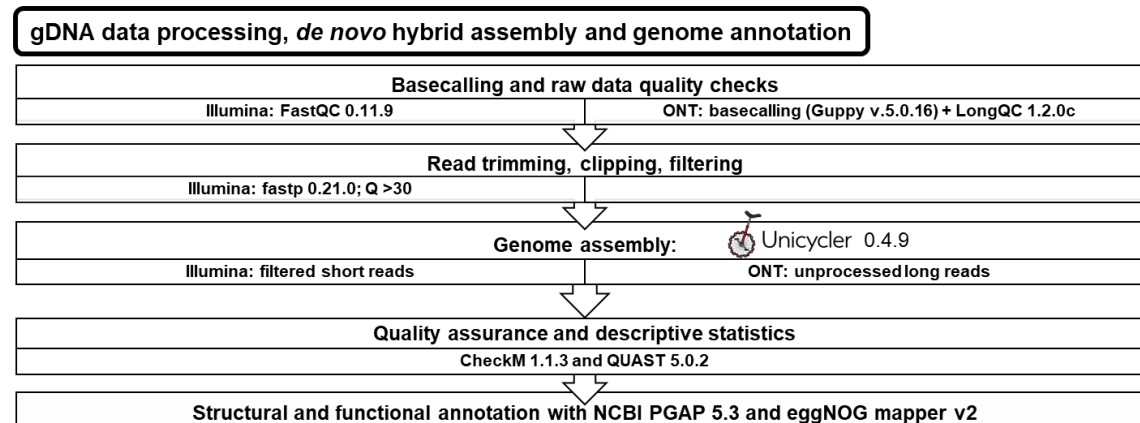 gDNA data processing, de novo hybrid assembly and genome annotation
Basecalling and raw data quality checks
Illumina: FastQC 0.11.9
ONT: basecalling (Guppy v.5.0.16) + LongQC 1.2.0c
Read trimming, clipping, filtering
Illumina: fastp 0.21.0; Q >30
Genome assembly: Unicycler 0.4.9
Illumina: filtered short reads
ONT: unprocessed long reads
Quality assurance and descriptive statistics
CheckM 1.1.3 and QUAST 5.0.2
Structural and functional annotation with NCBI PGAP 5.3 and eggNOG mapper v2